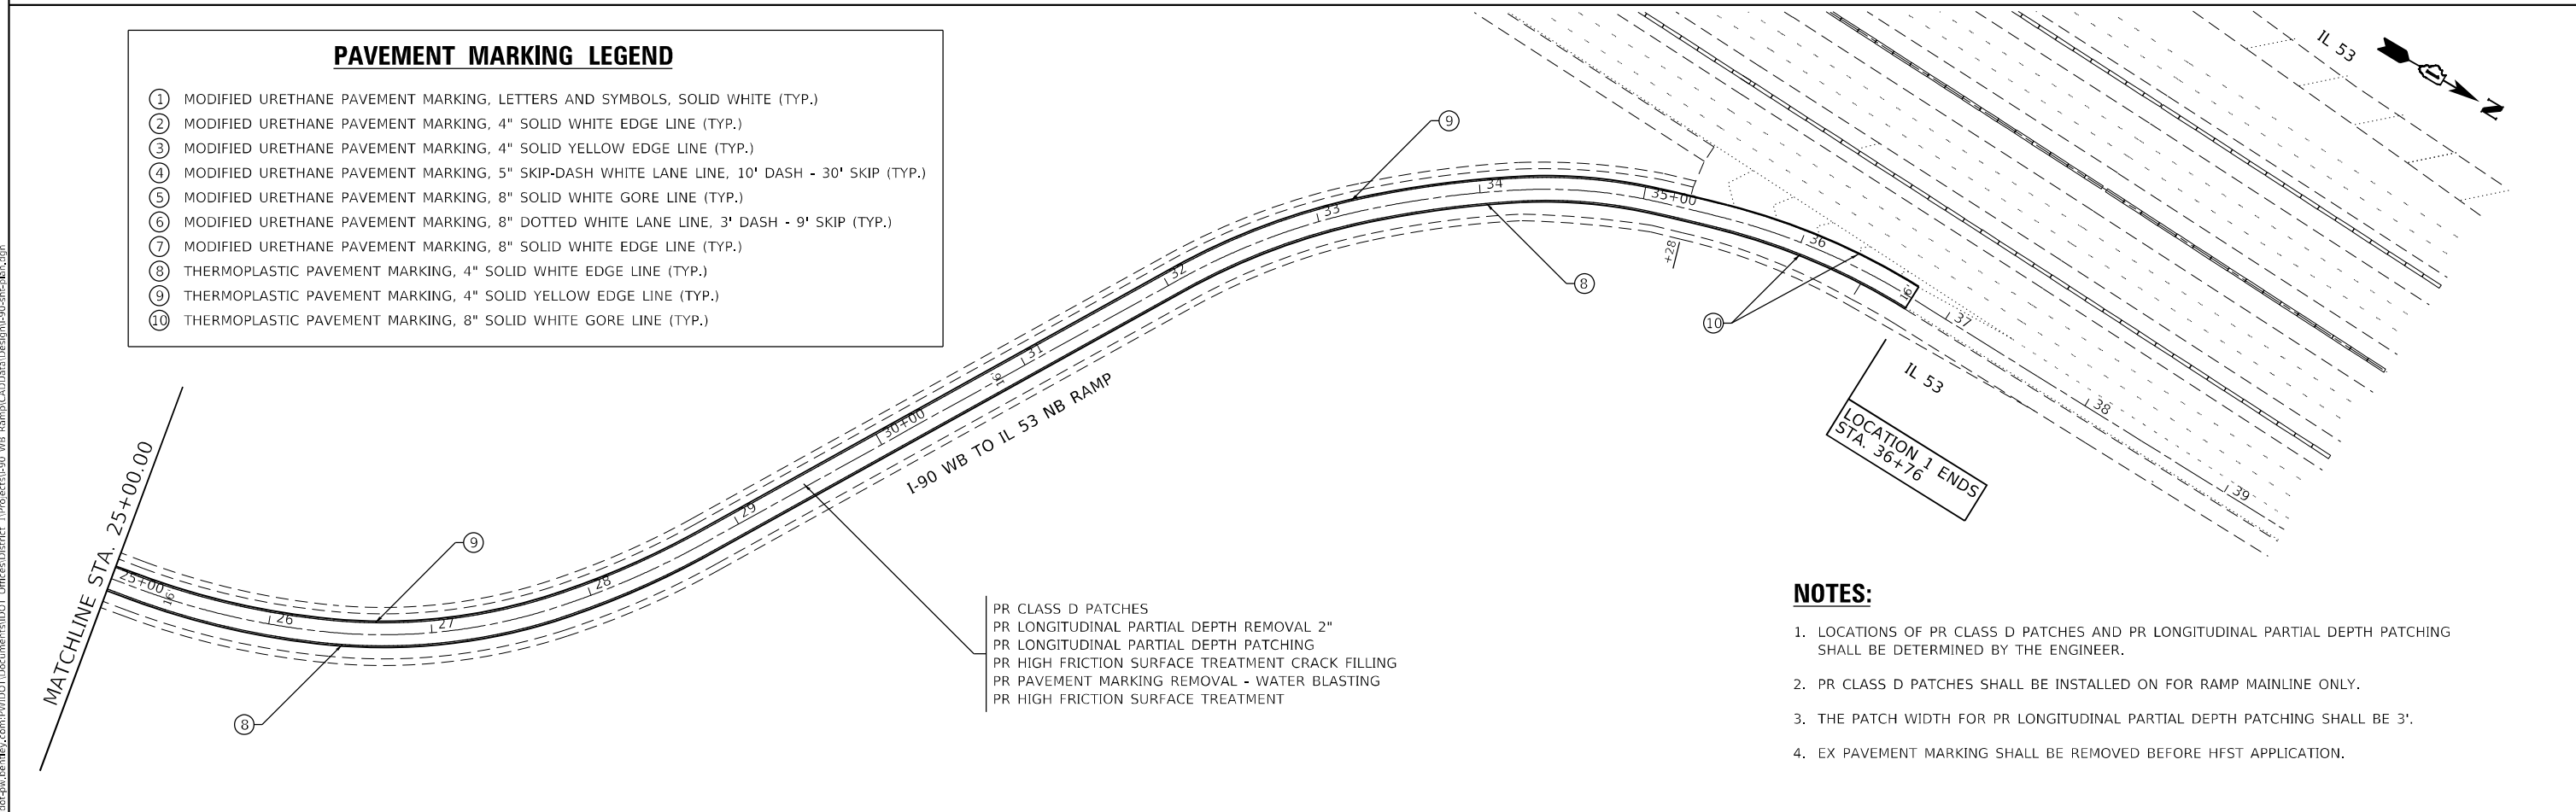 PAVEMENT MARKING LEGEND
1 MODIFIED URETHANE PAVEMENT MARKING, LETTERS AND SYMBOLS, SOLID WHITE (TYP.)
2 MODIFIED URETHANE PAVEMENT MARKING, 4" SOLID WHITE EDGE LINE (TYP.)
3 MODIFIED URETHANE PAVEMENT MARKING, 4" SOLID YELLOW EDGE LINE (TYP.)
4 MODIFIED URETHANE PAVEMENT MARKING, 5" SKIP-DASH WHITE LANE LINE, 10' DASH - 30' SKIP (TYP.)
5 MODIFIED URETHANE PAVEMENT MARKING, 8" SOLID WHITE GORE LINE (TYP.)
6 MODIFIED URETHANE PAVEMENT MARKING, 8" DOTTED WHITE LANE LINE, 3' DASH - 9' SKIP (TYP.)
7 MODIFIED URETHANE PAVEMENT MARKING, 8" SOLID WHITE EDGE LINE (TYP.)
8 THERMOPLASTIC PAVEMENT MARKING, 4" SOLID WHITE EDGE LINE (TYP.)
9 THERMOPLASTIC PAVEMENT MARKING, 4" SOLID YELLOW EDGE LINE (TYP.)
10 THERMOPLASTIC PAVEMENT MARKING, 8" SOLID WHITE GORE LINE (TYP.)
MATCHLINE STA. 25+00.00
25+00
16'
26
27
28
29
30+00
16'
31
32
33
34
35+00
+28
36
16'
37
38
39
9
8
9
8
10
I-90 WB TO IL 53 NB RAMP
IL 53
N
IL 53
LOCATION 1 ENDS
STA. 36+76
PR CLASS D PATCHES
PR LONGITUDINAL PARTIAL DEPTH REMOVAL 2"
PR LONGITUDINAL PARTIAL DEPTH PATCHING
PR HIGH FRICTION SURFACE TREATMENT CRACK FILLING
PR PAVEMENT MARKING REMOVAL - WATER BLASTING
PR HIGH FRICTION SURFACE TREATMENT
NOTES:
1. LOCATIONS OF PR CLASS D PATCHES AND PR LONGITUDINAL PARTIAL DEPTH PATCHING
SHALL BE DETERMINED BY THE ENGINEER.
2. PR CLASS D PATCHES SHALL BE INSTALLED ON FOR RAMP MAINLINE ONLY.
3. THE PATCH WIDTH FOR PR LONGITUDINAL PARTIAL DEPTH PATCHING SHALL BE 3'.
4. EX PAVEMENT MARKING SHALL BE REMOVED BEFORE HFST APPLICATION.